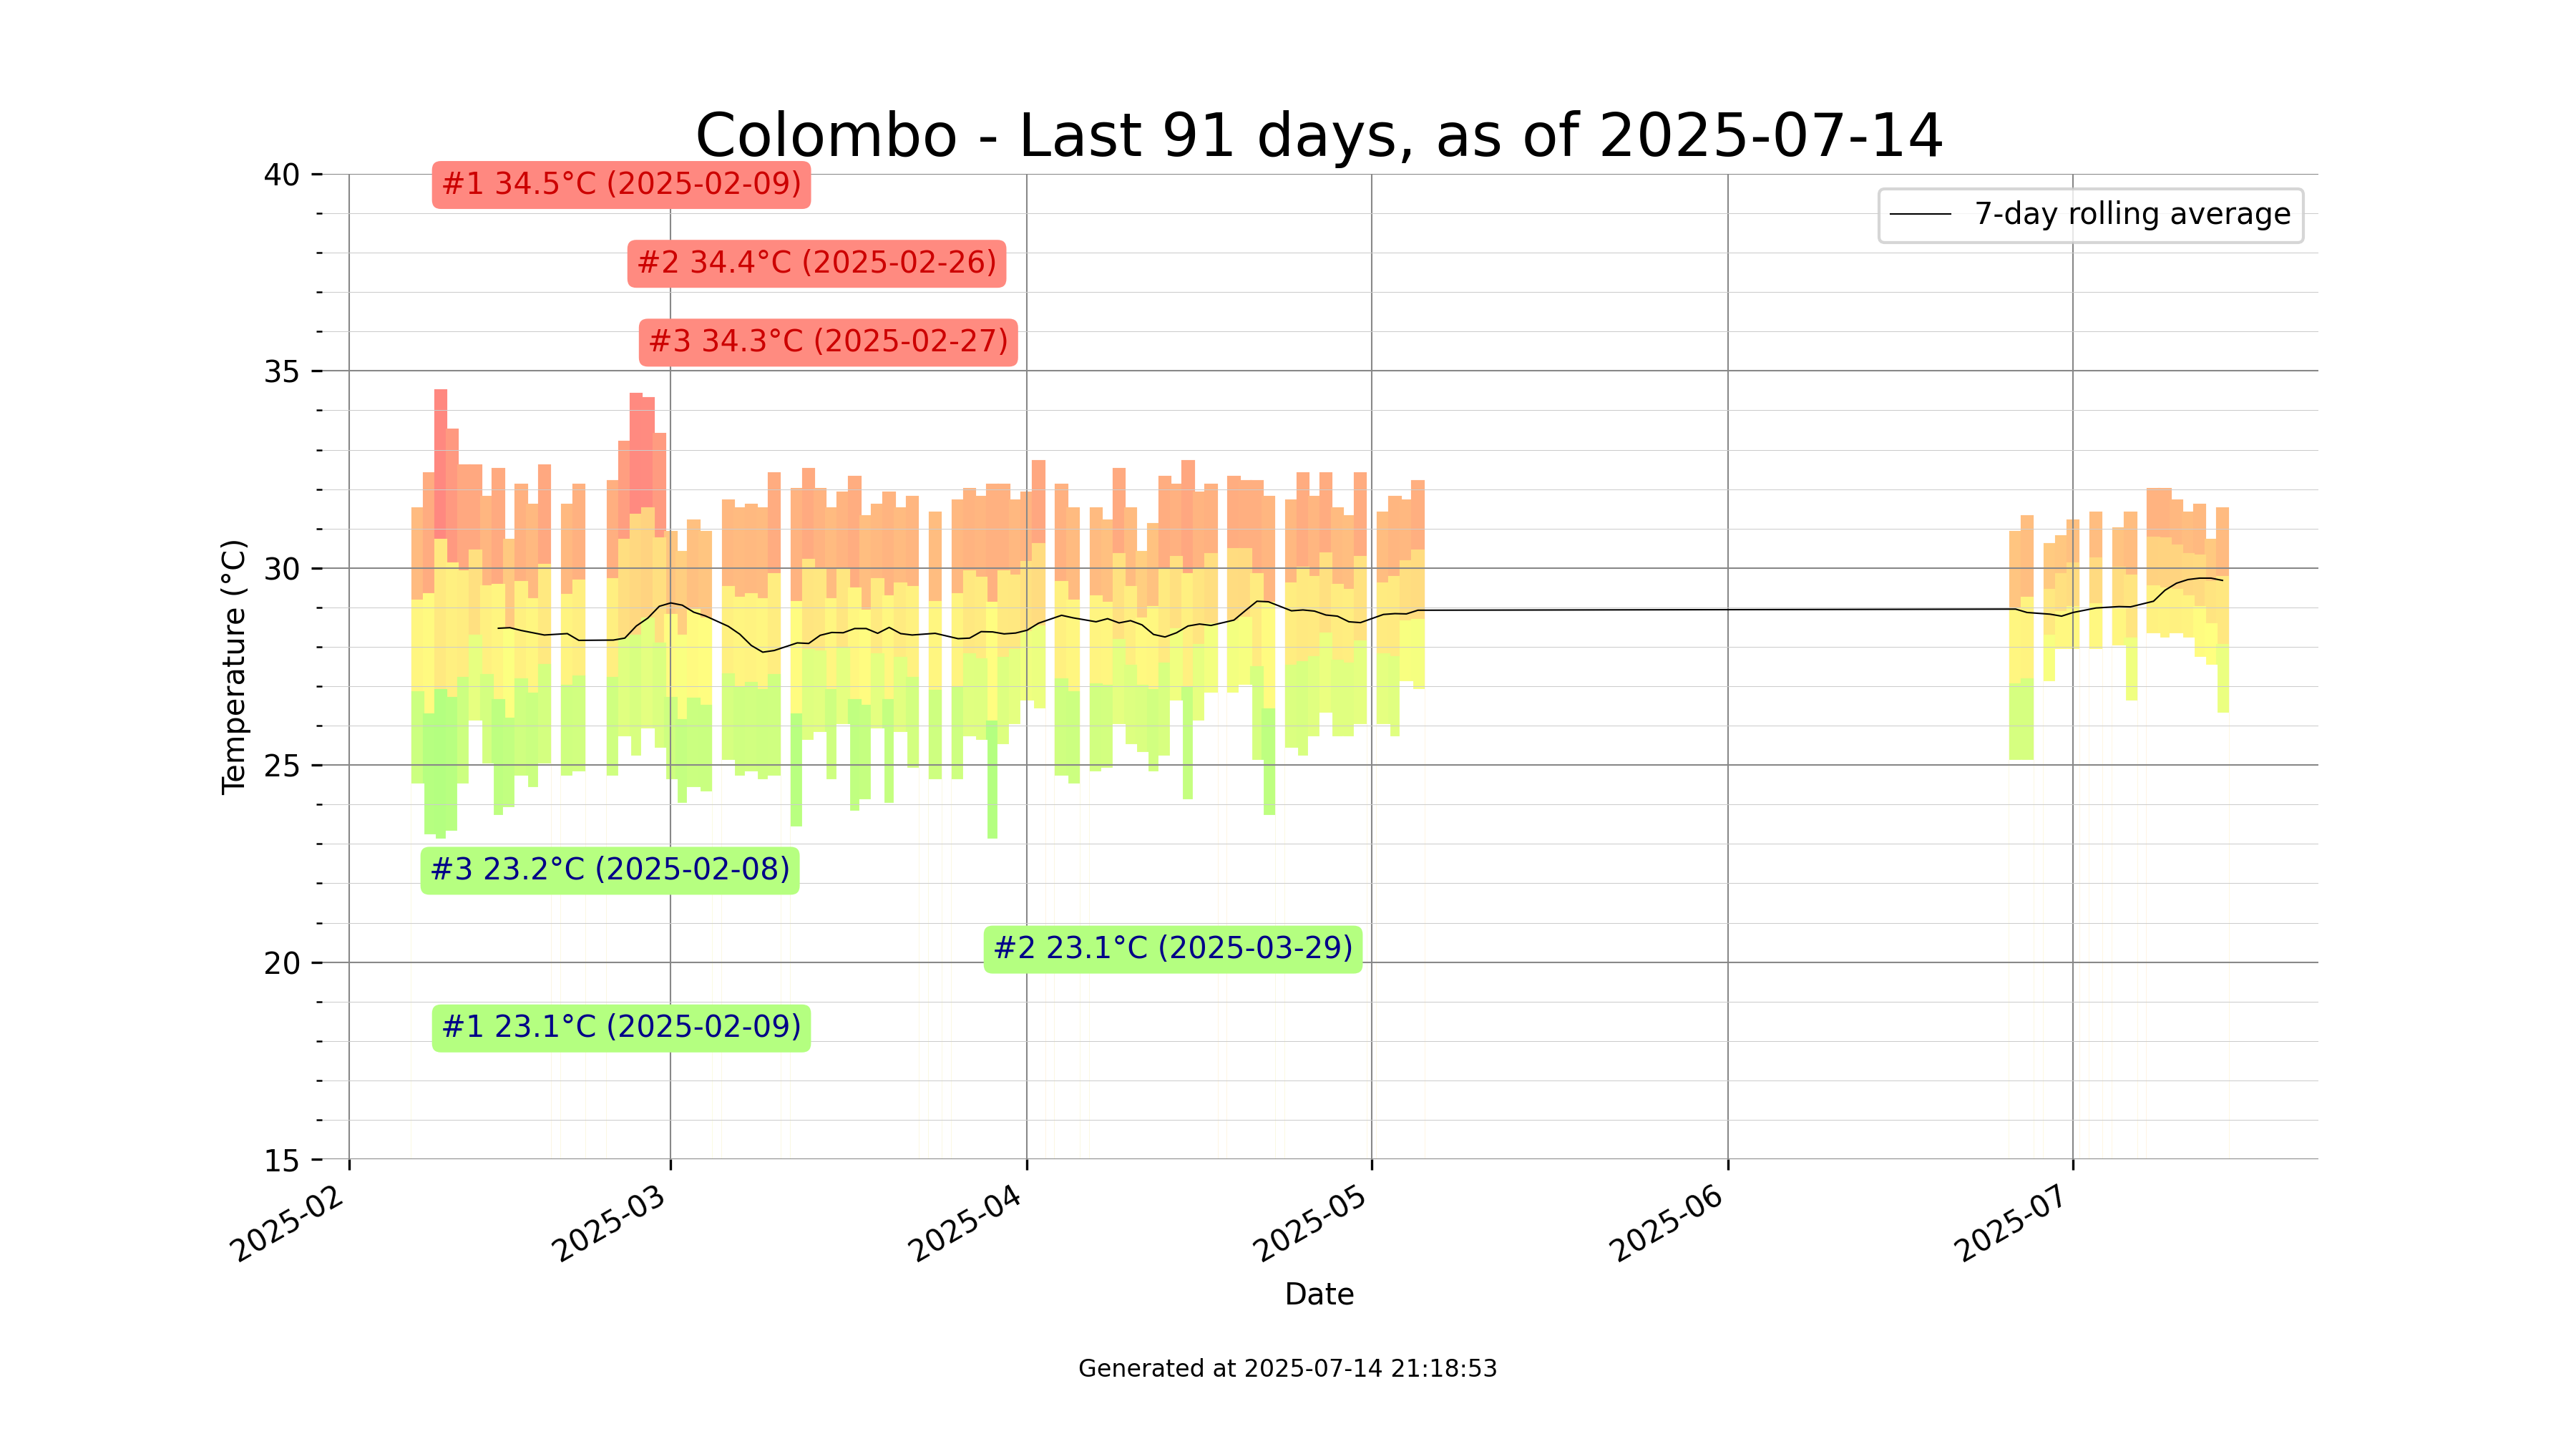 Colombo - Last 91 days, as of 2025-07-14
40
#1 34.5°C (2025-02-09)
7-day rolling average
#2 34.4°C (2025-02-26)
#3 34.3°C (2025-02-27)
35
30
Temperature (°C)
25
#3 23.2°C (2025-02-08)
#2 23.1°C (2025-03-29)
20
#1 23.1°C (2025-02-09)
15
2025-02
2025-03
2025-04
2025-05
2025-06
2025-07
Date
Generated at 2025-07-14 21:18:53